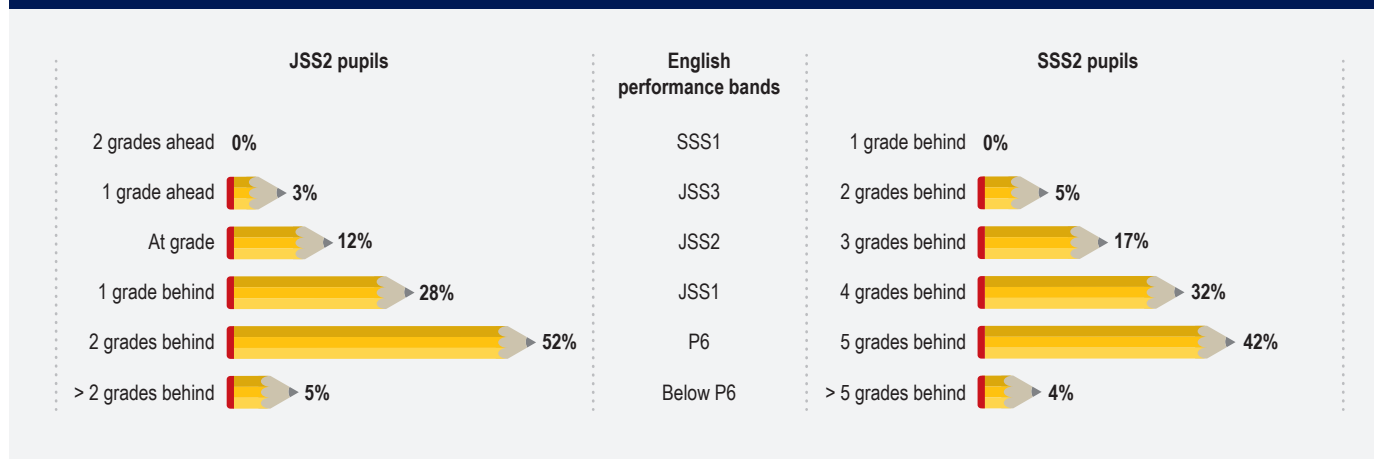 JSS2 pupils English SSS2 pupils
performance bands
2 grades ahead 0% SSS1 1 grade behind 0%
1 grade ahead 3% JSS3 2 grades behind 5%
At grade 12% JSS2 3 grades behind 17%
1 grade behind 28% JSS1 4 grades behind 32%
2 grades behind 52% P6 5 grades behind 42%
> 2 grades behind 5% Below P6 > 5 grades behind 4%